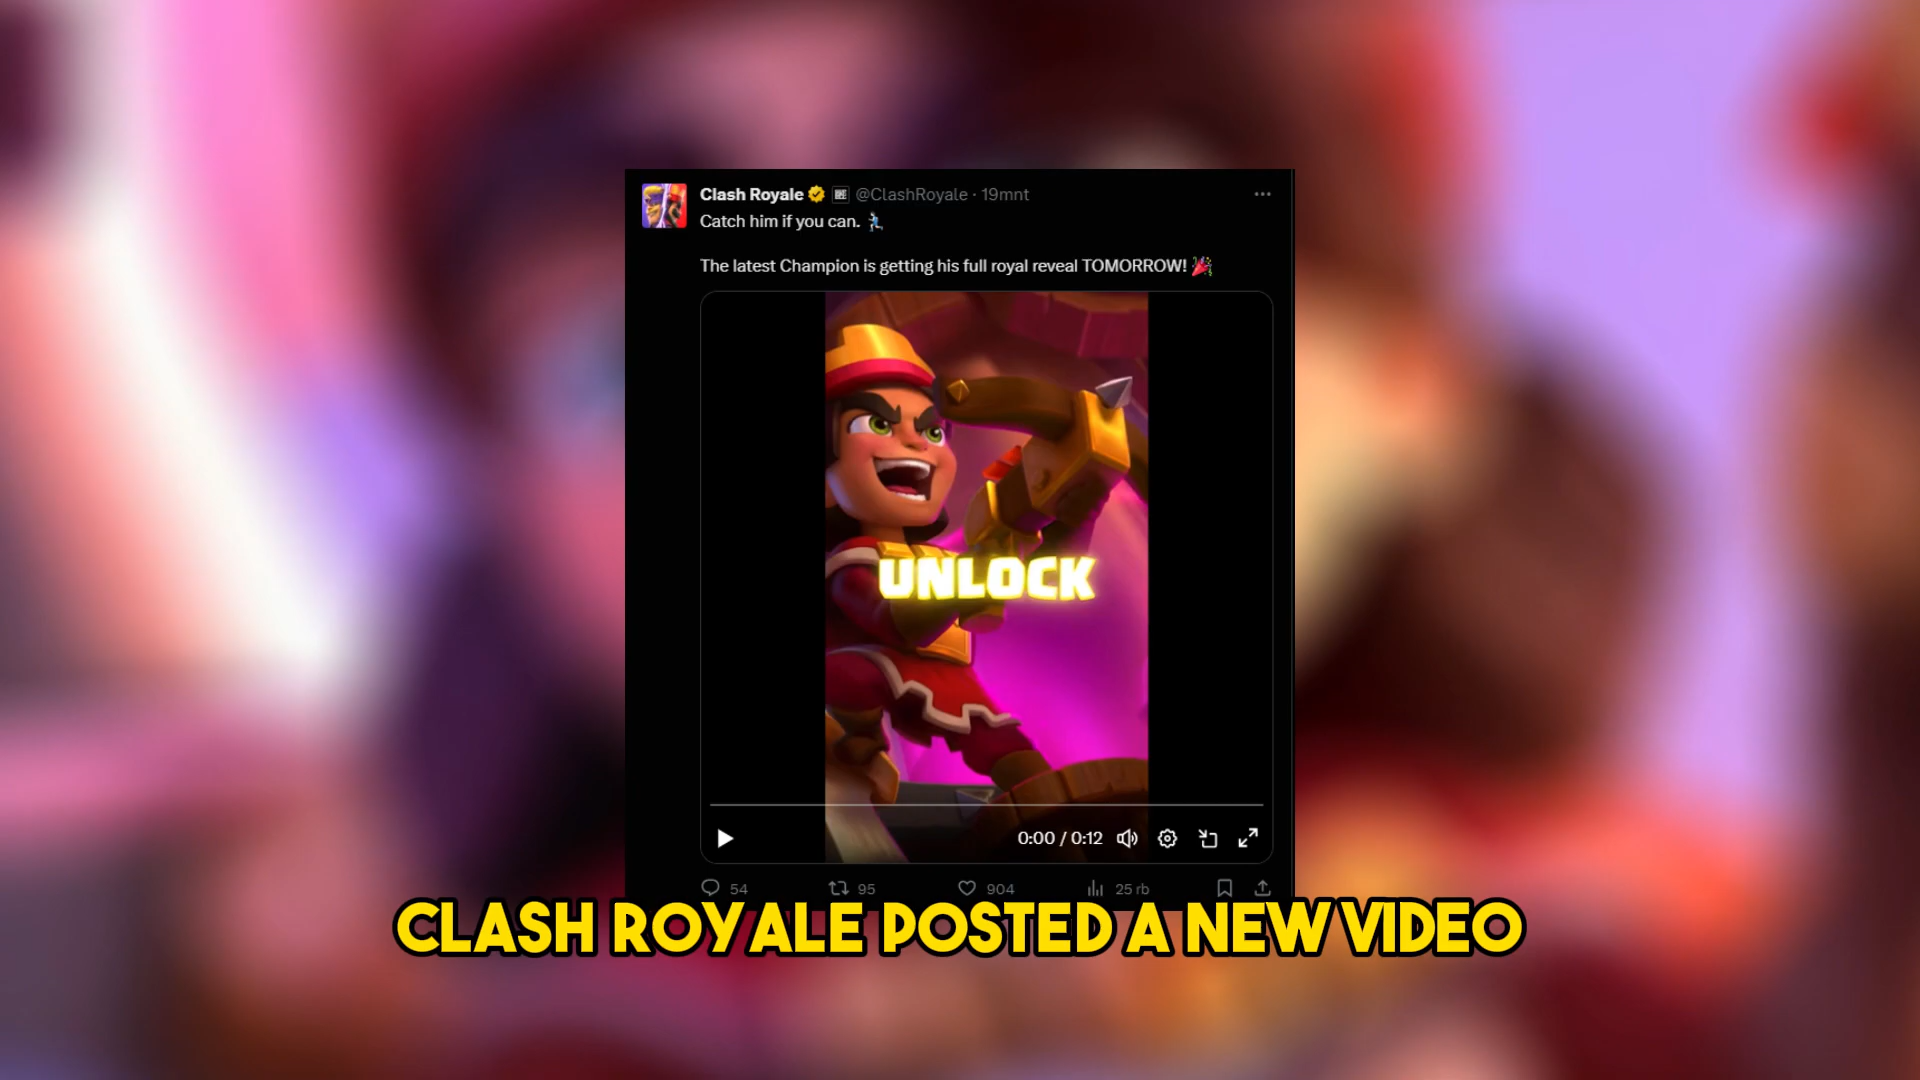 Clash Royale @ClashRoyale · 19mnt
Catch him if you can. 🏃
The latest Champion is getting his full royal reveal TOMORROW! 🎉
UNLOCK
0:00 / 0:12
54 95 904 25 rb
CLASH ROYALE POSTED A NEW VIDEO